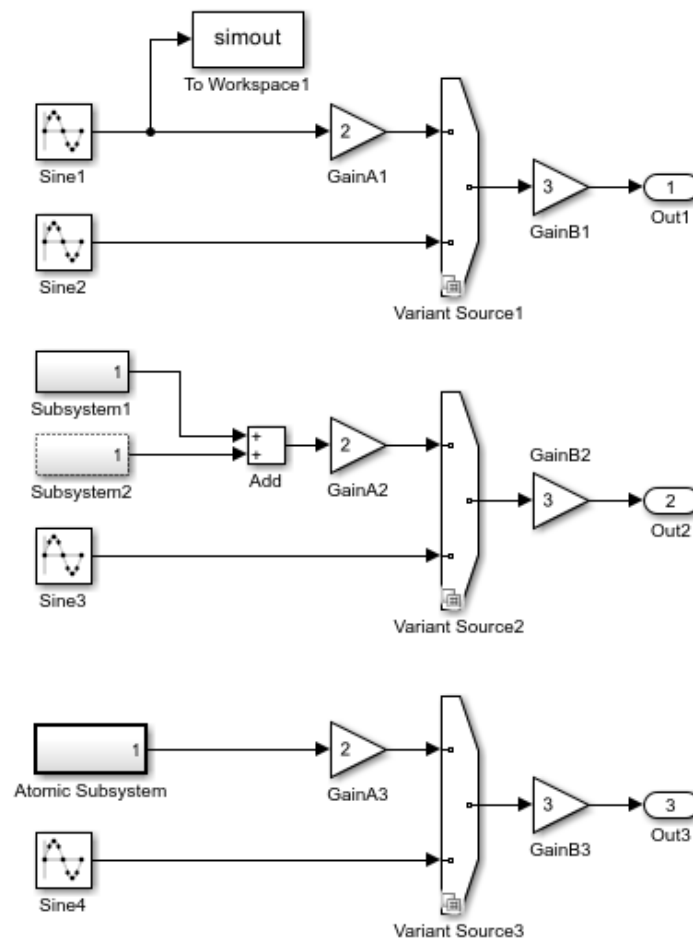 simout
To Workspace1
2
3
1
Sine1
GainA1
GainB1
Out1
Sine2
Variant Source1
1
Subsystem1
+
+
2
GainB2
1
Subsystem2
Add
GainA2
3
2
Out2
Sine3
Variant Source2
1
2
Atomic Subsystem
GainA3
3
3
GainB3
Out3
Sine4
Variant Source3